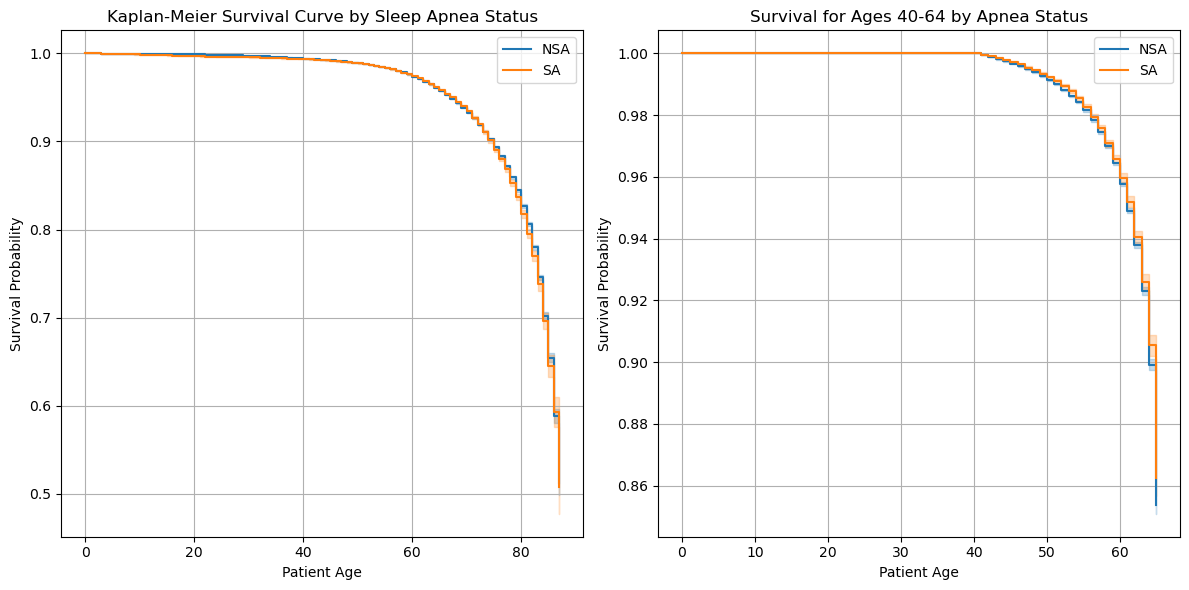 Kaplan-Meier Survival Curve by Sleep Apnea Status
1.0
0.9
0.8
0.7
0.6
0.5
Survival Probability
0
20
40
60
80
Patient Age
NSA
SA
Survival for Ages 40-64 by Apnea Status
1.00
0.98
0.96
0.94
0.92
0.90
0.88
0.86
Survival Probability
0
10
20
30
40
50
60
Patient Age
NSA
SA